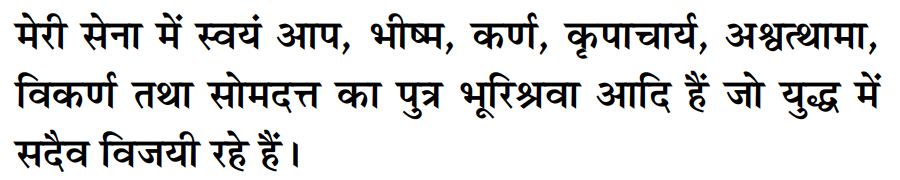 मेरी सेना में स्वयं आप, भीष्म, कर्ण, कृपाचार्य, अश्वत्थामा,
विकर्ण तथा सोमदत्त का पुत्र भूरिश्रवा आदि हैं जो युद्ध में
सदैव विजयी रहे हैं।